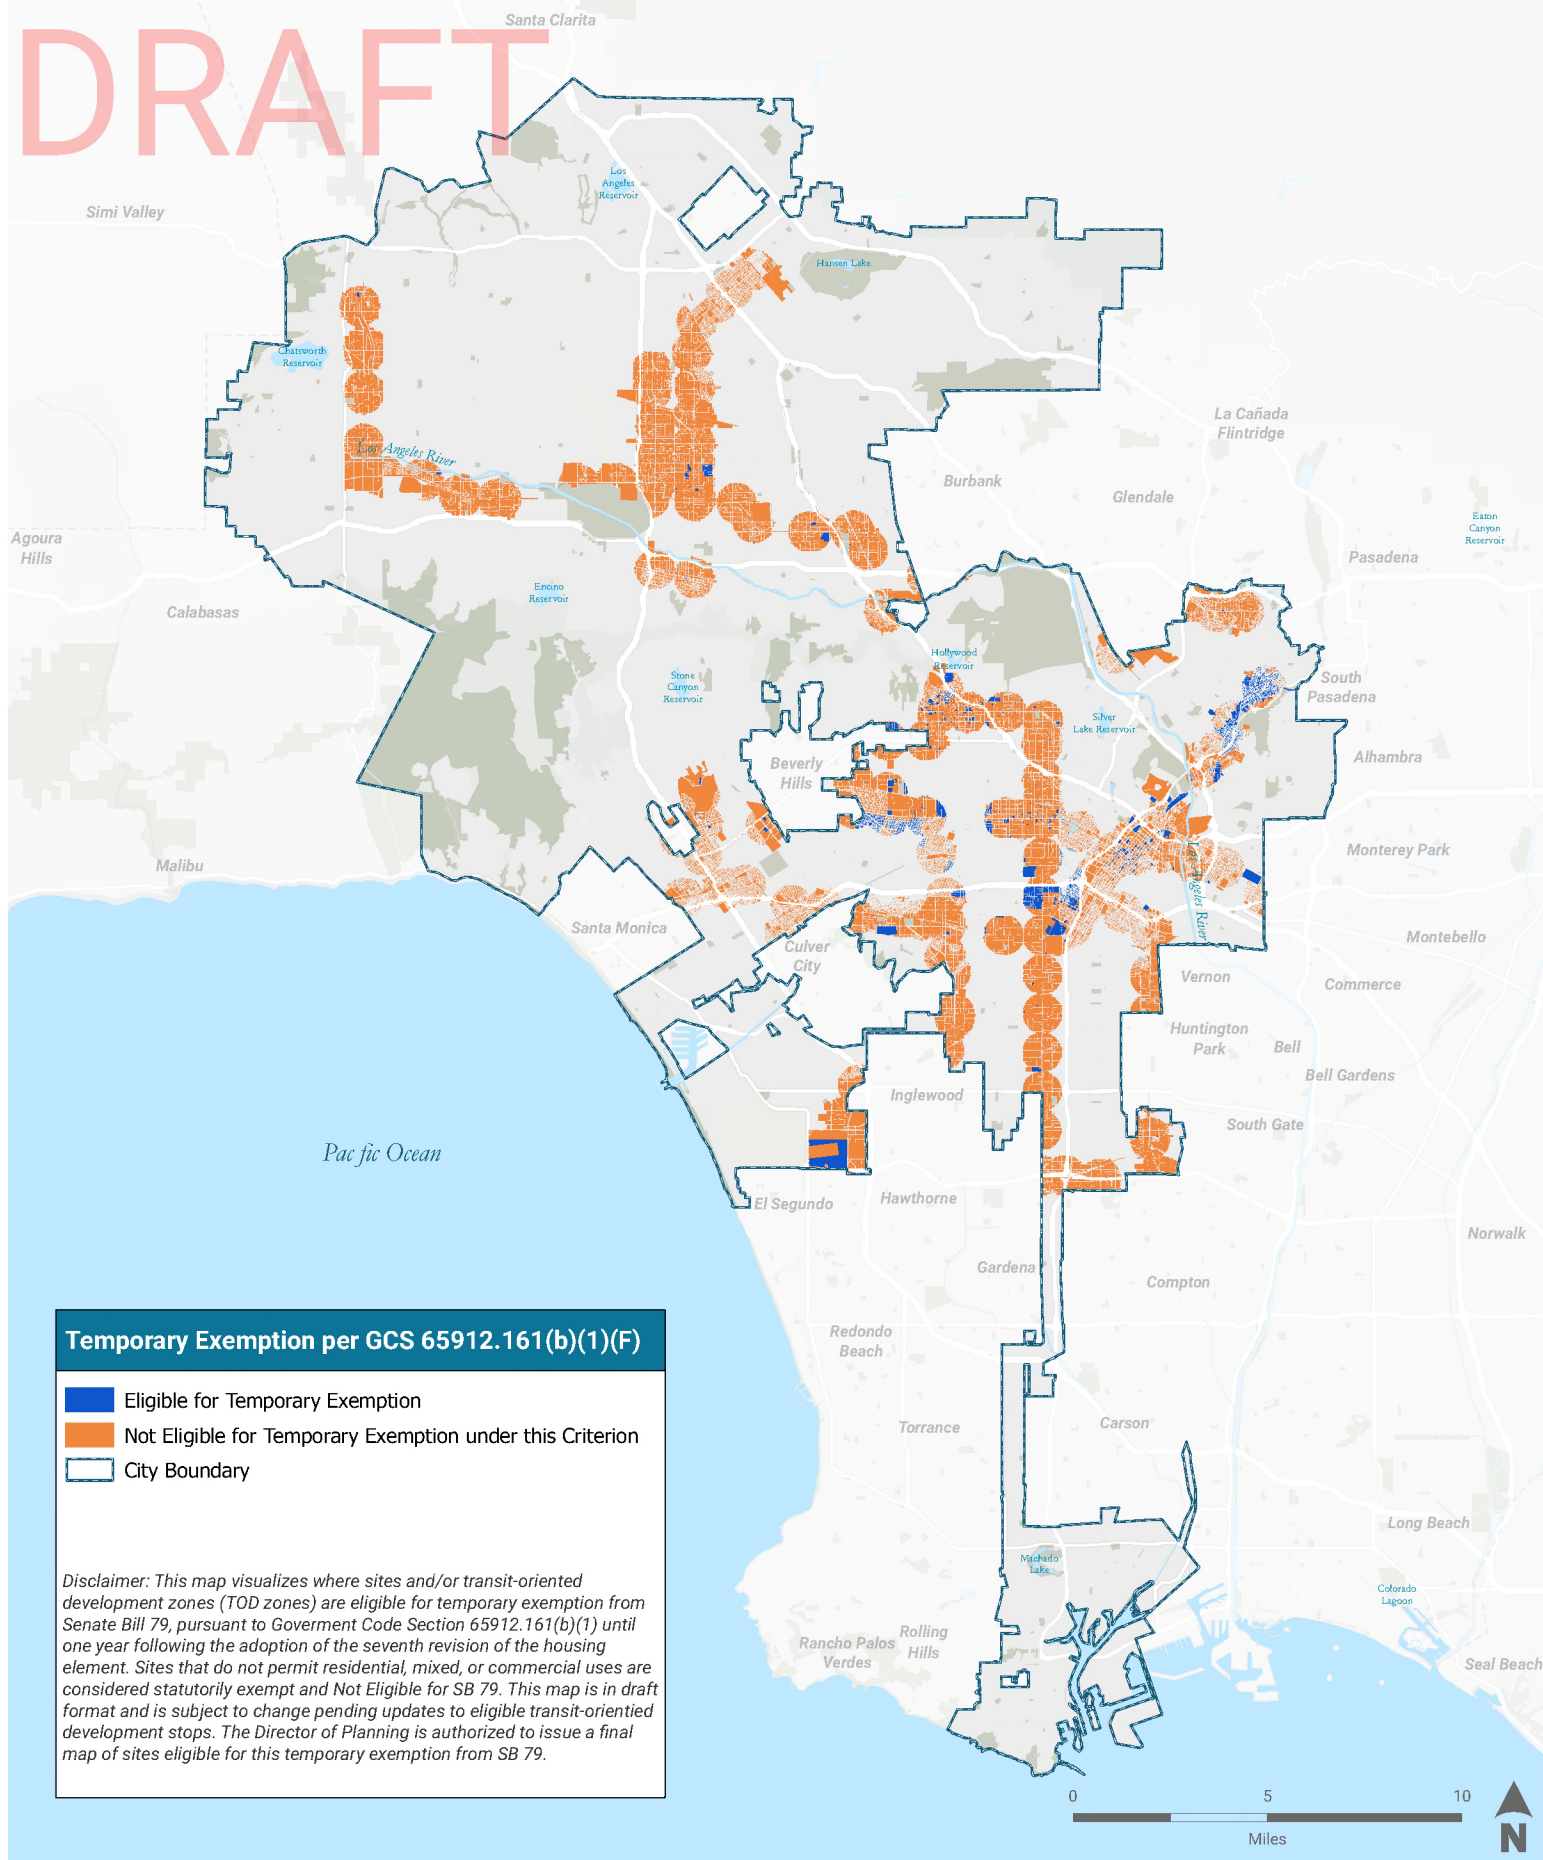 DRAFT
Santa Clarita
Los
Angeles
Reservoir
Simi Valley
Hansen Lake
Chatsworth
Reservoir
La Cañada
Flintridge
Los Angeles River
Burbank
Glendale
Eaton
Canyon
Reservoir
Agoura
Hills
Pasadena
Encino
Reservoir
Calabasas
Hollywood
Reservoir
Stone
Canyon
Reservoir
South
Pasadena
Silver
Lake Reservoir
Beverly
Hills
Alhambra
Malibu
Monterey Park
Los Angeles River
Santa Monica
Culver
City
Montebello
Vernon
Commerce
Huntington
Park
Bell
Bell Gardens
Inglewood
South Gate
Pac fic Ocean
El Segundo
Hawthorne
Norwalk
Gardena
Compton
Redondo
Beach
Torrance
Carson
Long Beach
Machado
Lake
Colorado
Lagoon
Rolling
Hills
Rancho Palos
Verdes
Seal Beach
Temporary Exemption per GCS 65912.161(b)(1)(F)
Eligible for Temporary Exemption
Not Eligible for Temporary Exemption under this Criterion
City Boundary
Disclaimer: This map visualizes where sites and/or transit-oriented
development zones (TOD zones) are eligible for temporary exemption from
Senate Bill 79, pursuant to Goverment Code Section 65912.161(b)(1) until
one year following the adoption of the seventh revision of the housing
element. Sites that do not permit residential, mixed, or commercial uses are
considered statutorily exempt and Not Eligible for SB 79. This map is in draft
format and is subject to change pending updates to eligible transit-orientied
development stops. The Director of Planning is authorized to issue a final
map of sites eligible for this temporary exemption from SB 79.
0 5 10
Miles
N